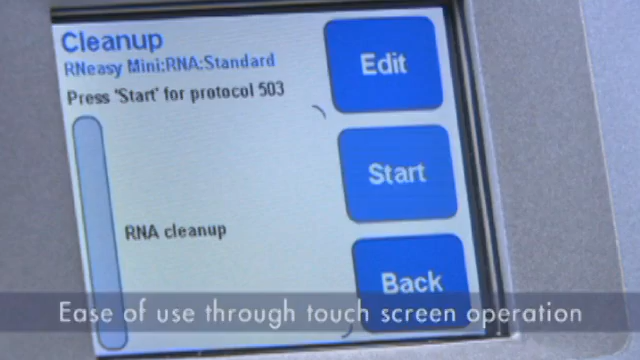 Cleanup
RNeasy Mini:RNA:Standard
Press 'Start' for protocol 503
Edit
Start
RNA cleanup
Back
Ease of use through touch screen operation